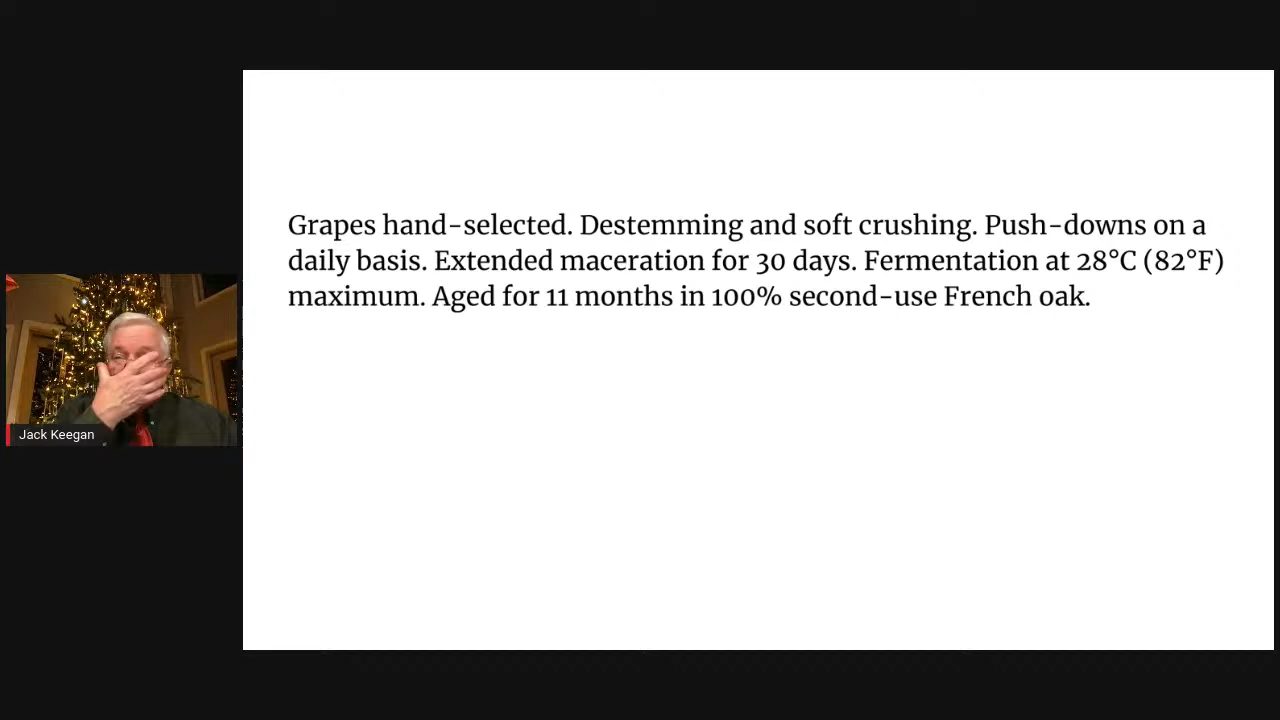 Grapes hand-selected. Destemming and soft crushing. Push-downs on a
daily basis. Extended maceration for 30 days. Fermentation at 28°C (82°F)
maximum. Aged for 11 months in 100% second-use French oak.
Jack Keegan